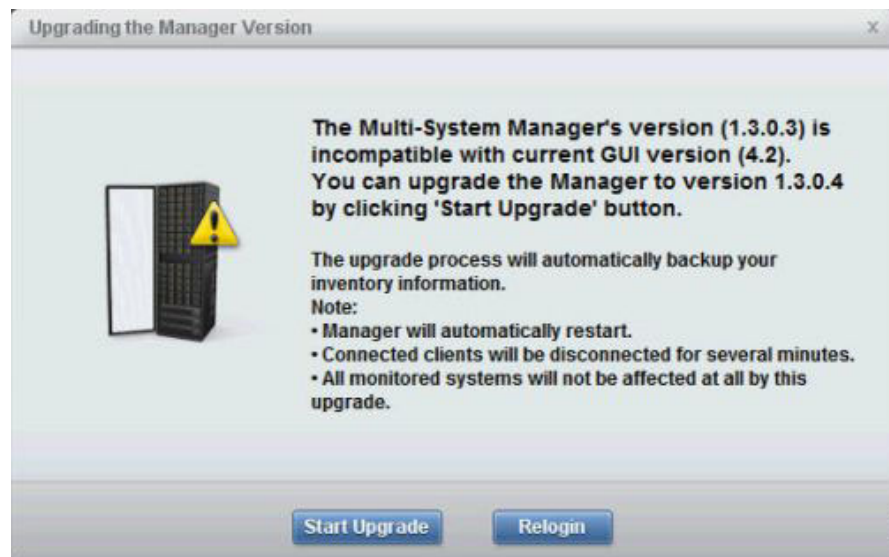 Upgrading the Manager Version x
The Multi-System Manager's version (1.3.0.3) is
incompatible with current GUI version (4.2).
You can upgrade the Manager to version 1.3.0.4
by clicking 'Start Upgrade' button.
The upgrade process will automatically backup your
inventory information.
Note:
• Manager will automatically restart.
• Connected clients will be disconnected for several minutes.
• All monitored systems will not be affected at all by this
upgrade.
Start Upgrade Relogin